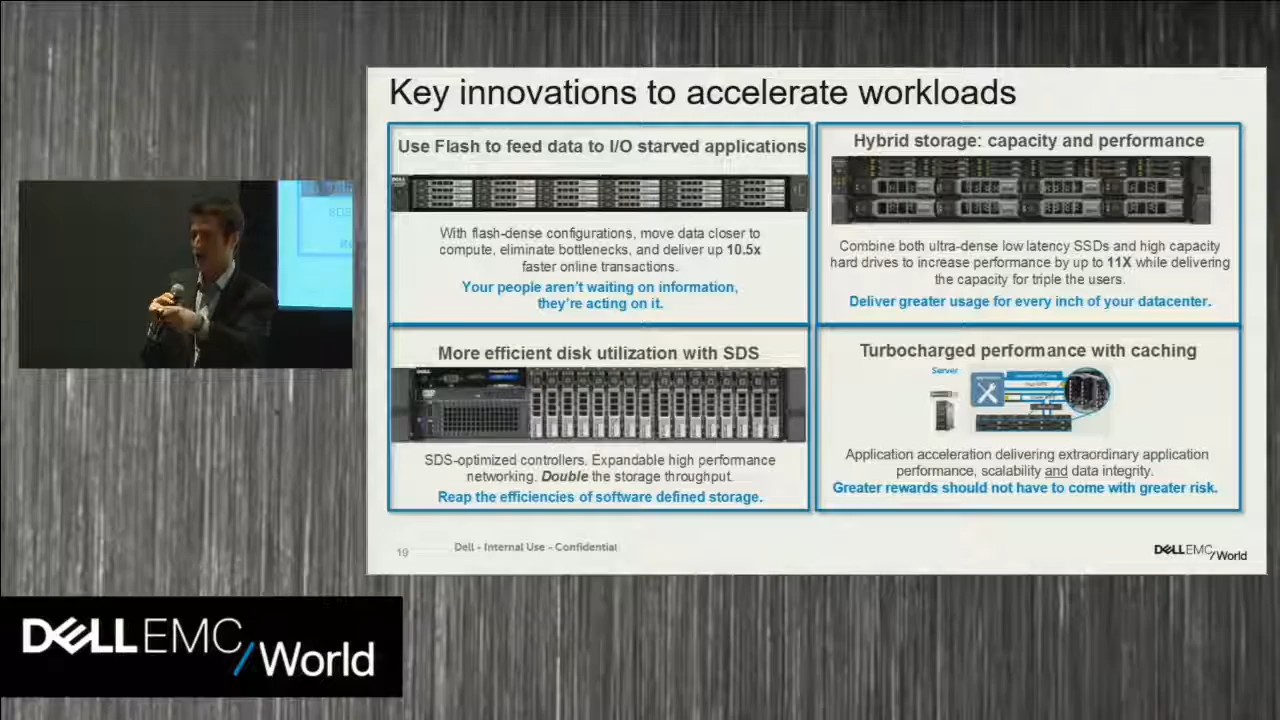 Key innovations to accelerate workloads
Use Flash to feed data to I/O starved applications
With flash-dense configurations, move data closer to
compute, eliminate bottlenecks, and deliver up 10.5x
faster online transactions.
Your people aren't waiting on information,
they're acting on it.
Hybrid storage: capacity and performance
Combine both ultra-dense low latency SSDs and high capacity
hard drives to increase performance by up to 11X while delivering
the capacity for triple the users.
Deliver greater usage for every inch of your datacenter.
More efficient disk utilization with SDS
SDS-optimized controllers. Expandable high performance
networking. Double the storage throughput.
Reap the efficiencies of software defined storage.
Turbocharged performance with caching
Server
Application acceleration delivering extraordinary application
performance, scalability and data integrity.
Greater rewards should not have to come with greater risk.
19
Dell - Internal Use - Confidential
DELL EMC
/World
DELL EMC
/World